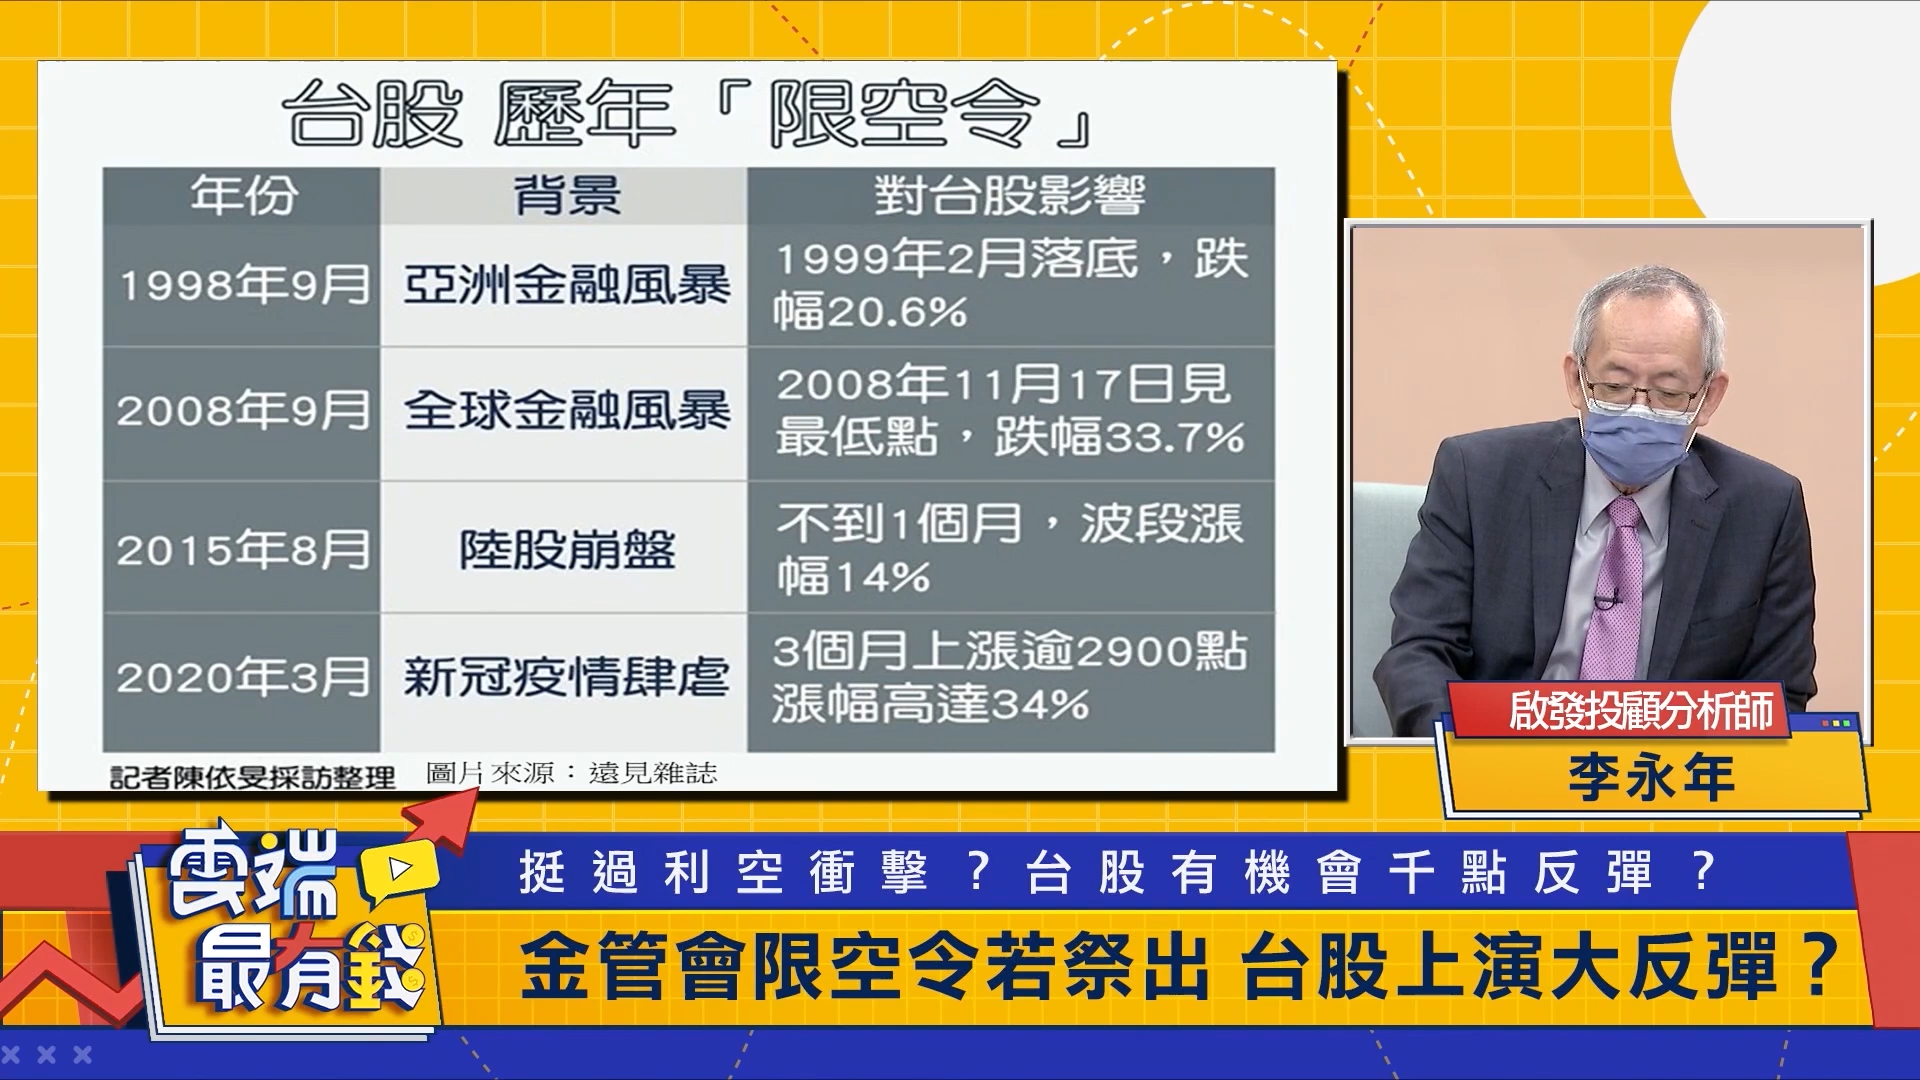 台股 歷年「限空令」
年份 背景 對台股影響
1998年9月 亞洲金融風暴 1999年2月落底，跌
幅20.6%
2008年9月 全球金融風暴 2008年11月17日見
最低點，跌幅33.7%
2015年8月 陸股崩盤 不到1個月，波段漲
幅14%
2020年3月 新冠疫情肆虐 3個月上漲逾2900點
漲幅高達34%
記者陳依旻採訪整理 圖片來源：遠見雜誌
啟發投顧分析師
李永年
雲端
最有錢
挺過利空衝擊？台股有機會千點反彈？
金管會限空令若祭出 台股上演大反彈？